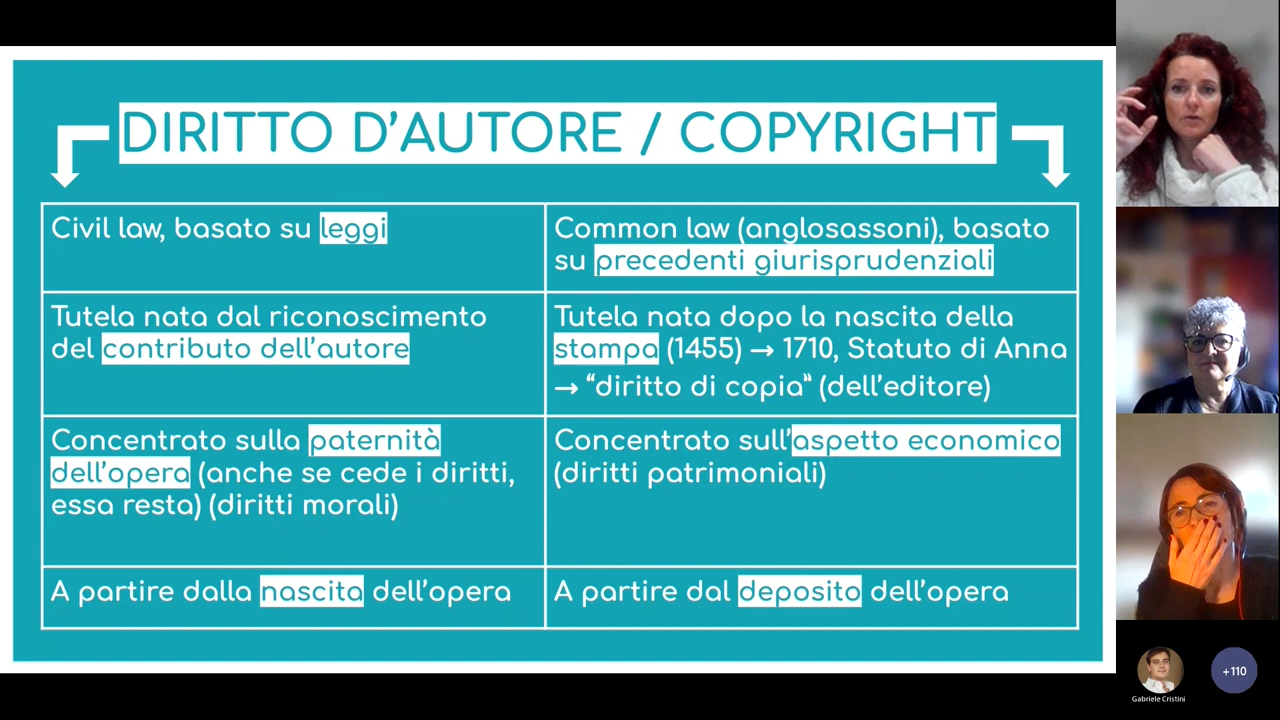 DIRITTO D'AUTORE / COPYRIGHT
Civil law, basato su leggi
Common law (anglosassoni), basato
su precedenti giurisprudenziali
Tutela nata dal riconoscimento
del contributo dell'autore
Tutela nata dopo la nascita della
stampa (1455) → 1710, Statuto di Anna
→ “diritto di copia” (dell'editore)
Concentrato sulla paternità
dell'opera (anche se cede i diritti,
essa resta) (diritti morali)
Concentrato sull'aspetto economico
(diritti patrimoniali)
A partire dalla nascita dell'opera
A partire dal deposito dell'opera
Gabriele Cristini
+110